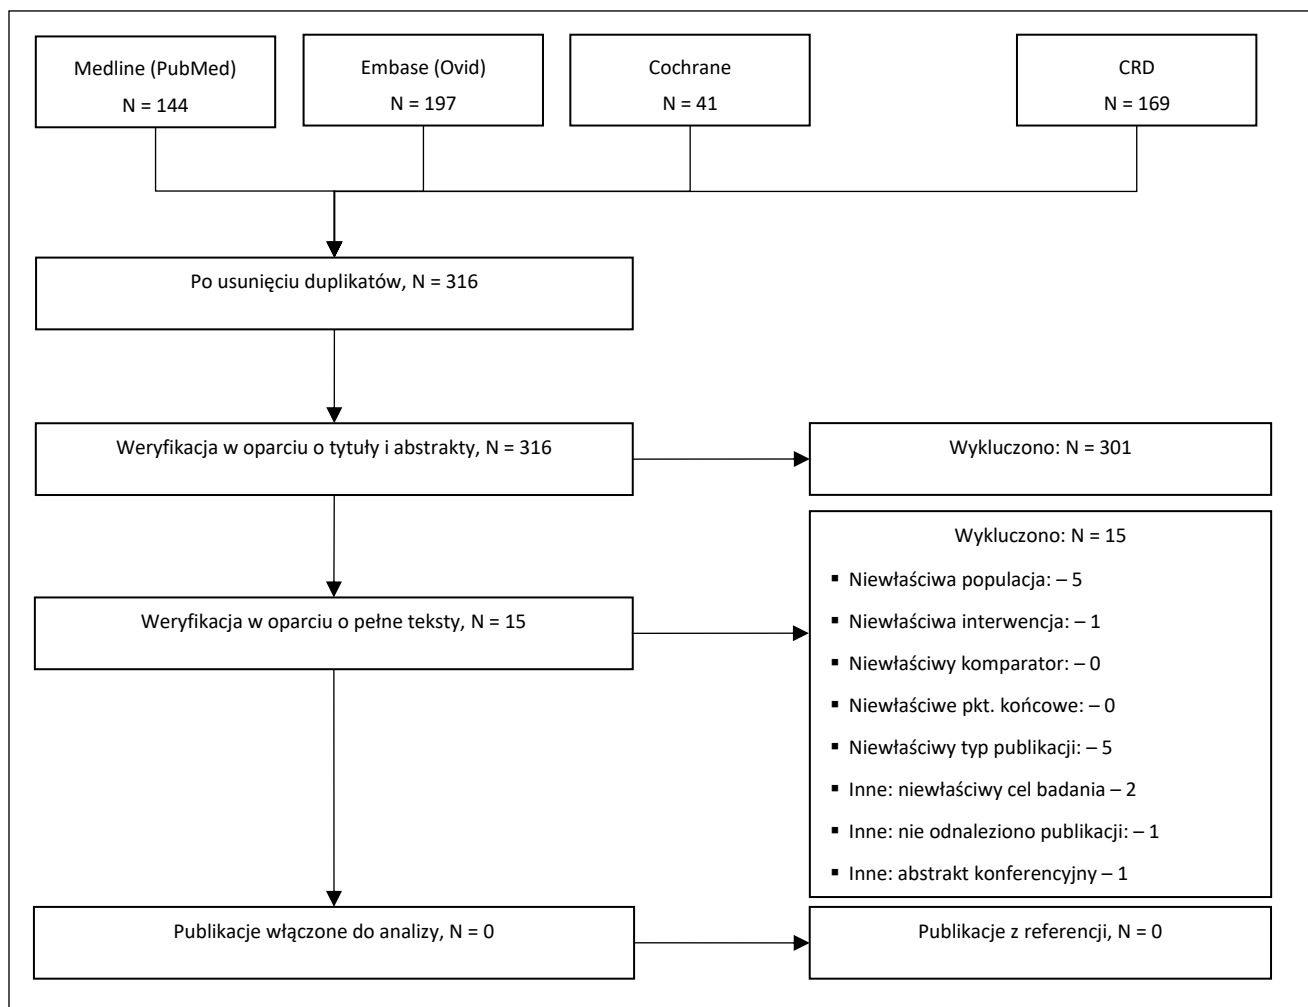 Medline (PubMed)
N = 144
Embase (Ovid)
N = 197
Cochrane
N = 41
CRD
N = 169
Po usunięciu duplikatów, N = 316
Weryfikacja w oparciu o tytuły i abstrakty, N = 316
Wykluczono: N = 301
Weryfikacja w oparciu o pełne teksty, N = 15
Wykluczono: N = 15
▪ Niewłaściwa populacja: – 5
▪ Niewłaściwa interwencja: – 1
▪ Niewłaściwy komparator: – 0
▪ Niewłaściwe pkt. końcowe: – 0
▪ Niewłaściwy typ publikacji: – 5
▪ Inne: niewłaściwy cel badania – 2
▪ Inne: nie odnaleziono publikacji: – 1
▪ Inne: abstrakt konferencyjny – 1
Publikacje włączone do analizy, N = 0
Publikacje z referencji, N = 0